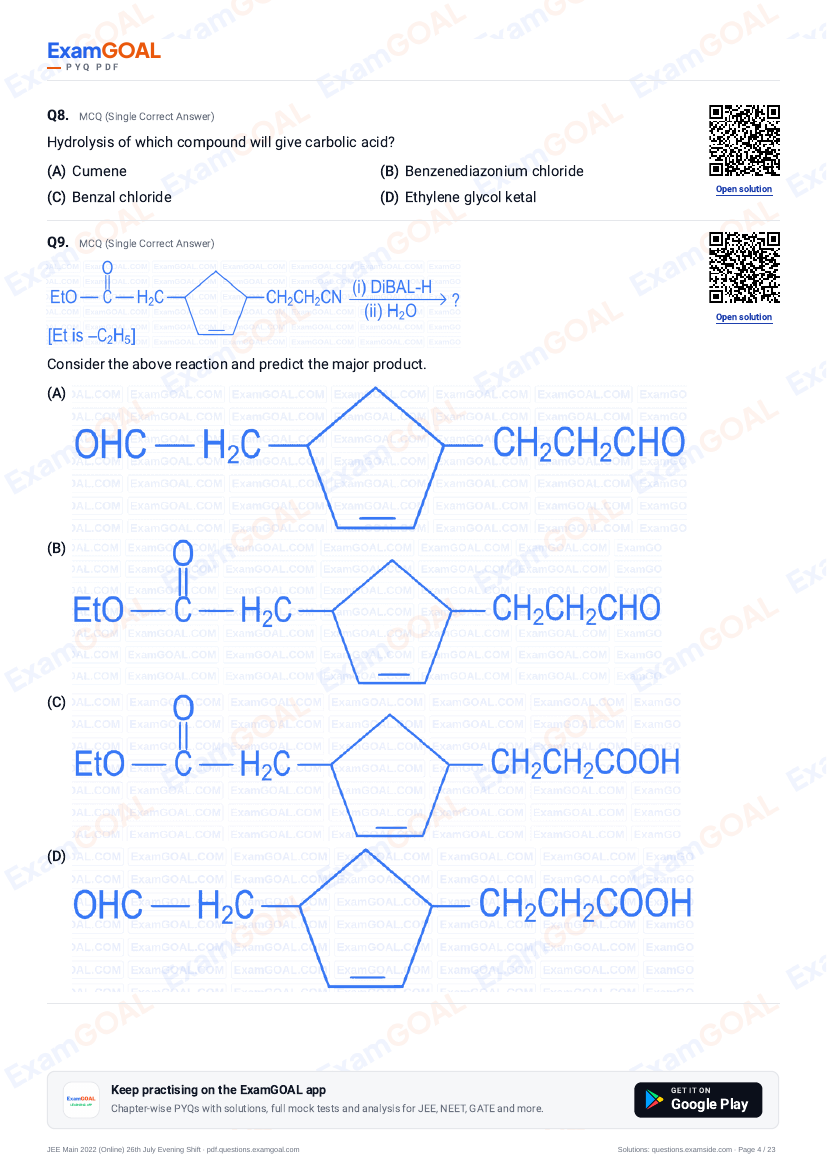 ExamGOAL
PYQ PDF
Q8. MCQ (Single Correct Answer)
Hydrolysis of which compound will give carbolic acid?
(A) Cumene
(B) Benzenediazonium chloride
(C) Benzal chloride
(D) Ethylene glycol ketal
Open solution
Q9. MCQ (Single Correct Answer)
O
EtO — C — H₂C — CH₂CH₂CN (i) DiBAL-H (ii) H₂O ?
[Et is –C₂H₅]
Open solution
Consider the above reaction and predict the major product.
(A)
OHC — H₂C — CH₂CH₂CHO
(B)
O
EtO — C — H₂C — CH₂CH₂CHO
(C)
O
EtO — C — H₂C — CH₂CH₂COOH
(D)
OHC — H₂C — CH₂CH₂COOH
ExamGOAL
Keep practising on the ExamGOAL app
Chapter-wise PYQs with solutions, full mock tests and analysis for JEE, NEET, GATE and more.
GET IT ON
Google Play
JEE Main 2022 (Online) 26th July Evening Shift · pdf.questions.examgoal.com
Solutions: questions.examside.com · Page 4 / 23